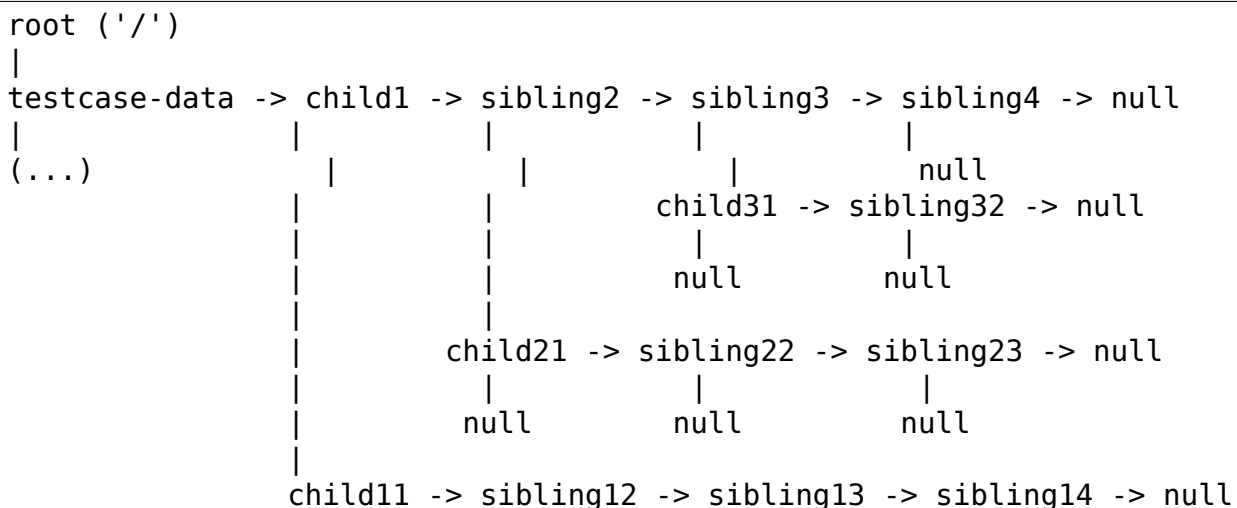 root ('/')
|
testcase-data -> child1 -> sibling2 -> sibling3 -> sibling4 -> null
|               |          |           |           |
(...)             |          |           |          null
                |          |         child31 -> sibling32 -> null
                |          |           |           |
                |          |          null        null
                |          |
                |        child21 -> sibling22 -> sibling23 -> null
                |          |           |            |
                |         null        null         null
                |
                child11 -> sibling12 -> sibling13 -> sibling14 -> null